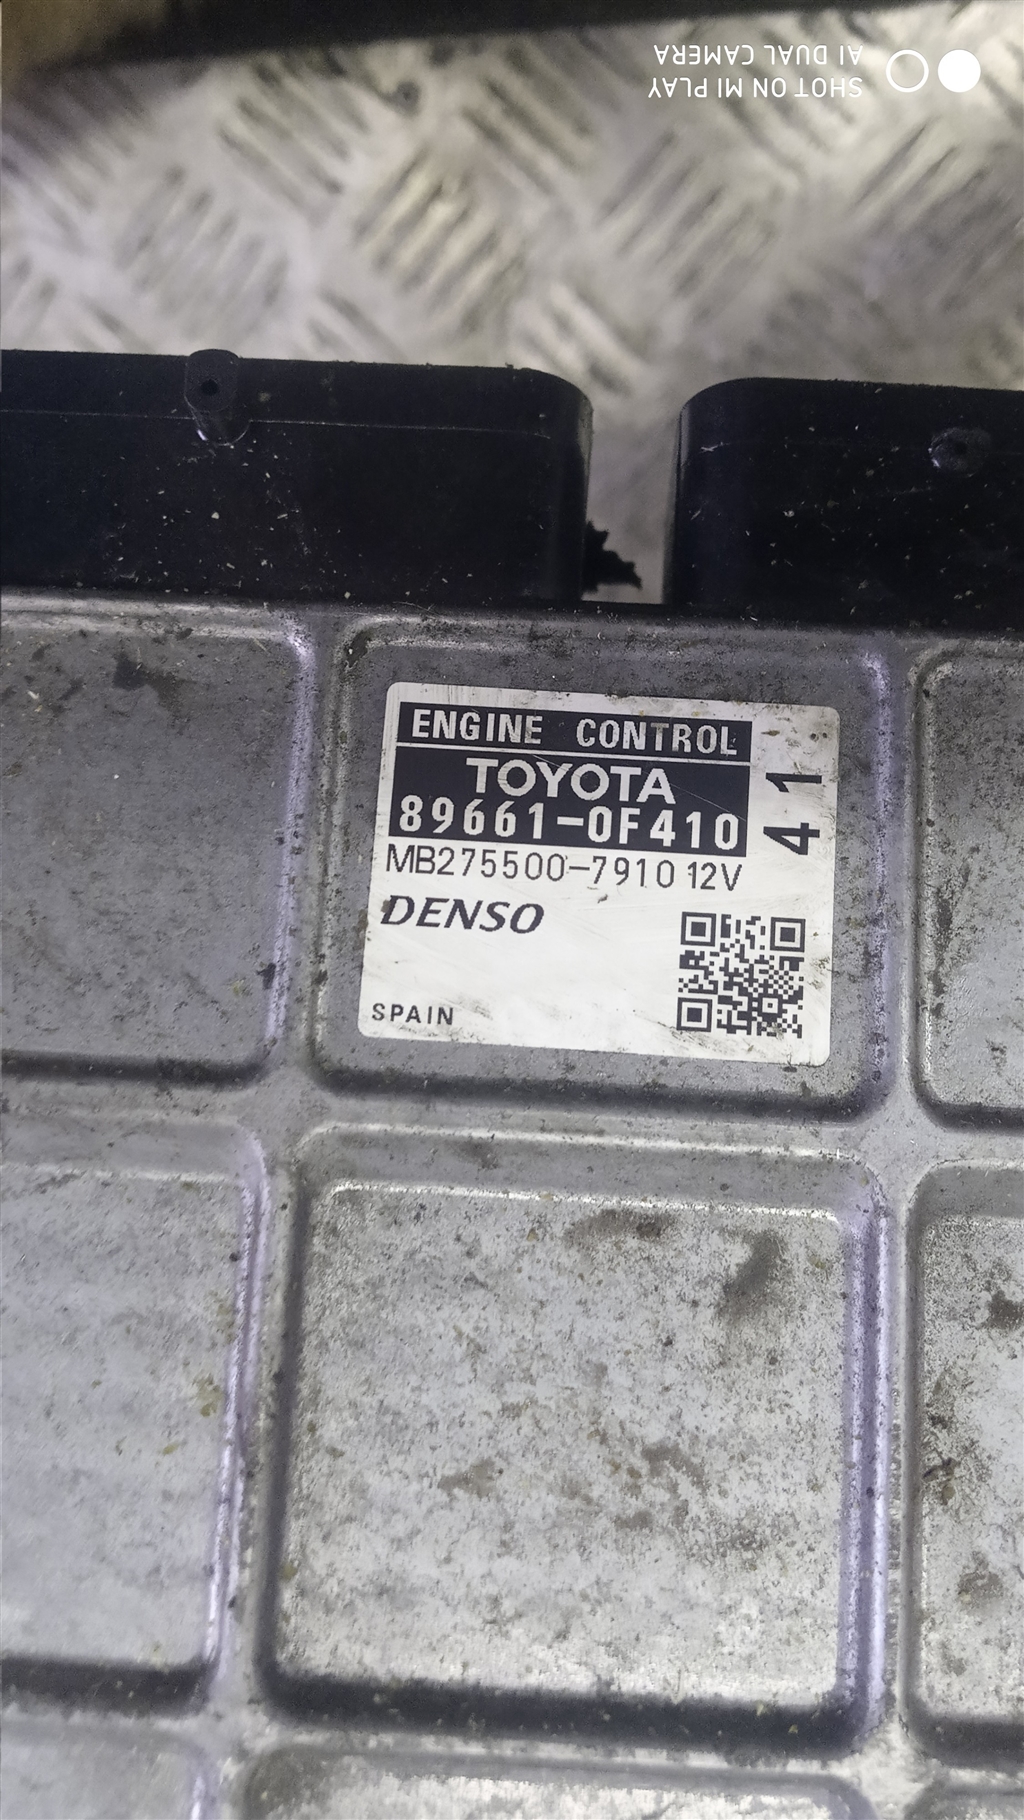 SHOT ON MI PLAY
AI DUAL CAMERA
ENGINE CONTROL
TOYOTA
89661-0F410
41
MB275500-7910 12V
DENSO
SPAIN